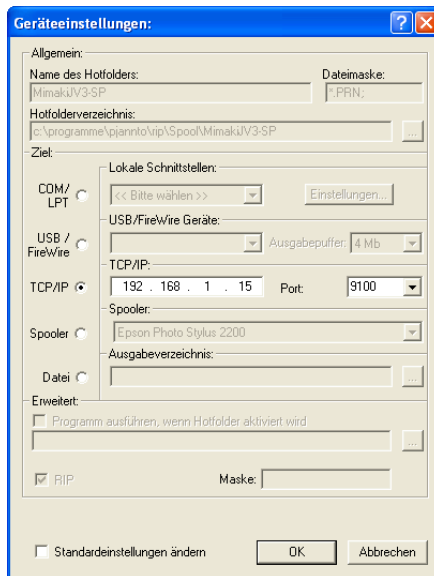 Geräteeinstellungen:
Allgemein:
Name des Hotfolders: Dateimaske:
MimakiJV3-SP *.PRN;
Hotfolderverzeichnis:
c:\programme\pjannto\rip\Spool\MimakiJV3-SP ...
Ziel:
Lokale Schnittstellen:
COM/
LPT
<< Bitte wählen >> Einstellungen...
USB/FireWire Geräte:
USB /
FireWire
Ausgabepuffer: 4 Mb
TCP/IP:
TCP/IP 192 . 168 . 1 . 15 Port: 9100
Spooler:
Spooler Epson Photo Stylus 2200
Ausgabeverzeichnis:
Datei ...
Erweitert:
Programm ausführen, wenn Hotfolder aktiviert wird
...
RIP Maske:
Standardeinstellungen ändern OK Abbrechen